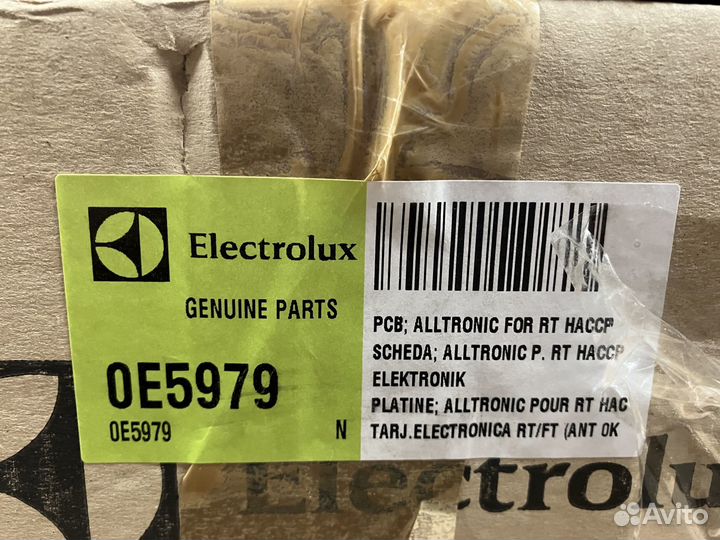 Electrolux
GENUINE PARTS
0E5979
0E5979 N
PCB; ALLTRONIC FOR RT HACCP
SCHEDA; ALLTRONIC P. RT HACCP
ELEKTRONIK
PLATINE; ALLTRONIC POUR RT HAC
TARJ.ELECTRONICA RT/FT (ANT 0K
Electrolu
Avito